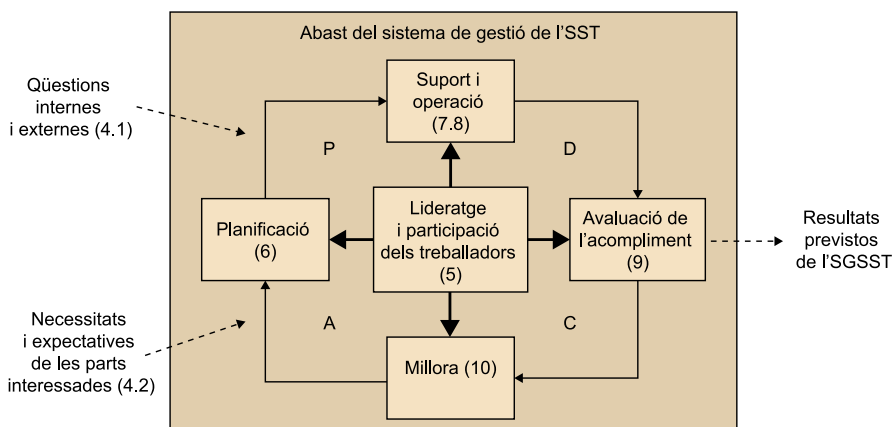 Abast del sistema de gestió de l'SST
Qüestions
internes
i externes (4.1)
Suport i
operació
(7.8)
P
D
Planificació
(6)
Lideratge
i participació
dels treballadors
(5)
Avaluació de
l'acompliment
(9)
Resultats
previstos
de l'SGSST
Necessitats
i expectatives
de les parts
interessades (4.2)
A
C
Millora (10)